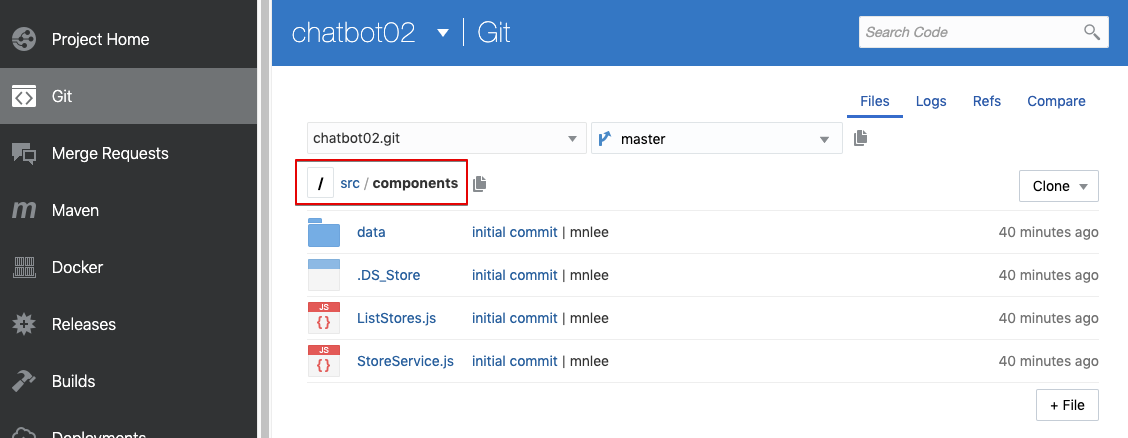 Project Home
Git
Merge Requests
Maven
Docker
Releases
Builds
Deployments
chatbot02 Git
Search Code
Files Logs Refs Compare
chatbot02.git master
/ src / components
Clone
data initial commit | mnlee 40 minutes ago
.DS_Store initial commit | mnlee 40 minutes ago
JS
{ } ListStores.js initial commit | mnlee 40 minutes ago
JS
{ } StoreService.js initial commit | mnlee 40 minutes ago
+ File